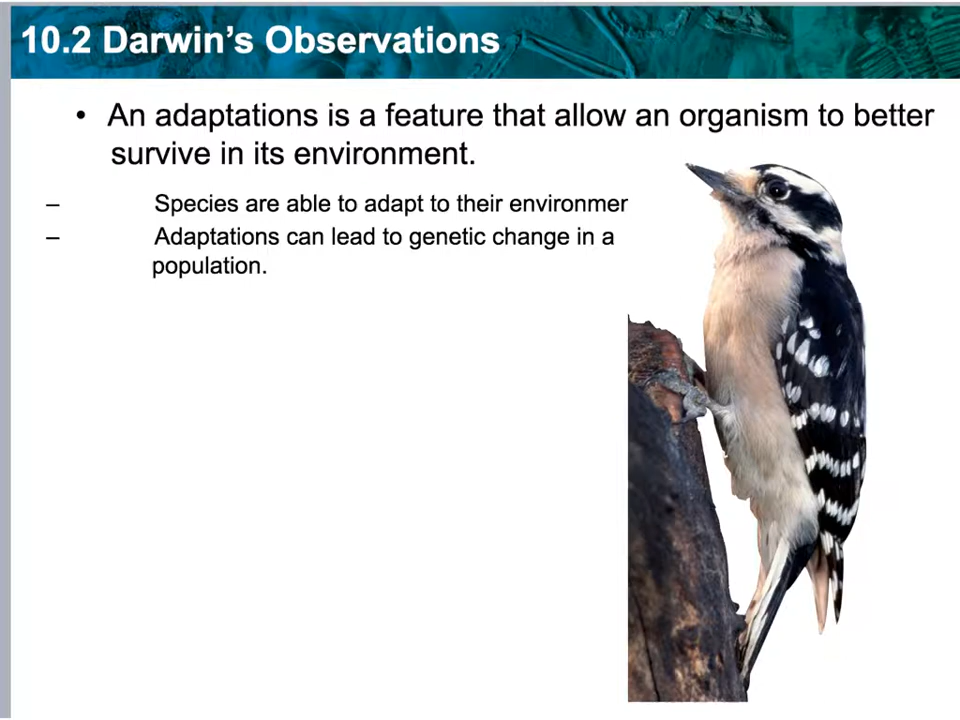 10.2 Darwin's Observations
• An adaptations is a feature that allow an organism to better
survive in its environment.
– Species are able to adapt to their environmer
– Adaptations can lead to genetic change in a
population.